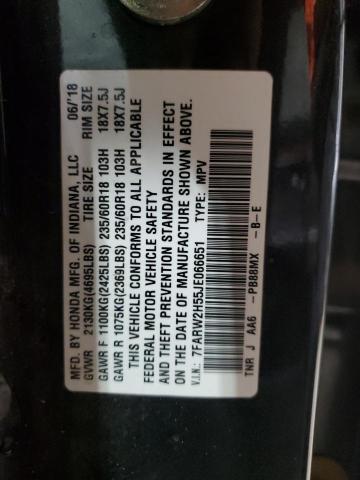 MFD. BY HONDA MFG. OF INDIANA, LLC 06/'18
GVWR 2130KG(4695LBS) TIRE SIZE RIM SIZE
GAWR F 1100KG(2425LBS) 235/60R18 103H 18X7.5J
GAWR R 1075KG(2369LBS) 235/60R18 103H 18X7.5J
THIS VEHICLE CONFORMS TO ALL APPLICABLE
FEDERAL MOTOR VEHICLE SAFETY
AND THEFT PREVENTION STANDARDS IN EFFECT
ON THE DATE OF MANUFACTURE SHOWN ABOVE.
V.I.N.: 7FARW2H55JE066651 TYPE: MPV
TNR J AA6 -PB88MX -B-E